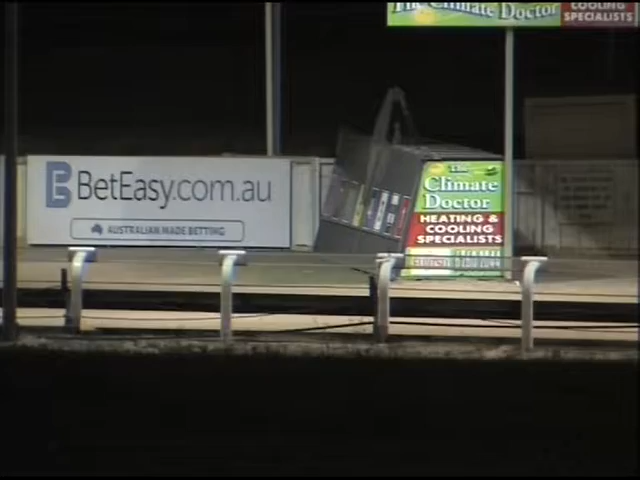 The Climate Doctor
COOLING
SPECIALISTS
B BetEasy.com.au
AUSTRALIAN MADE BETTING
The
Climate
Doctor
HEATING &
COOLING
SPECIALISTS